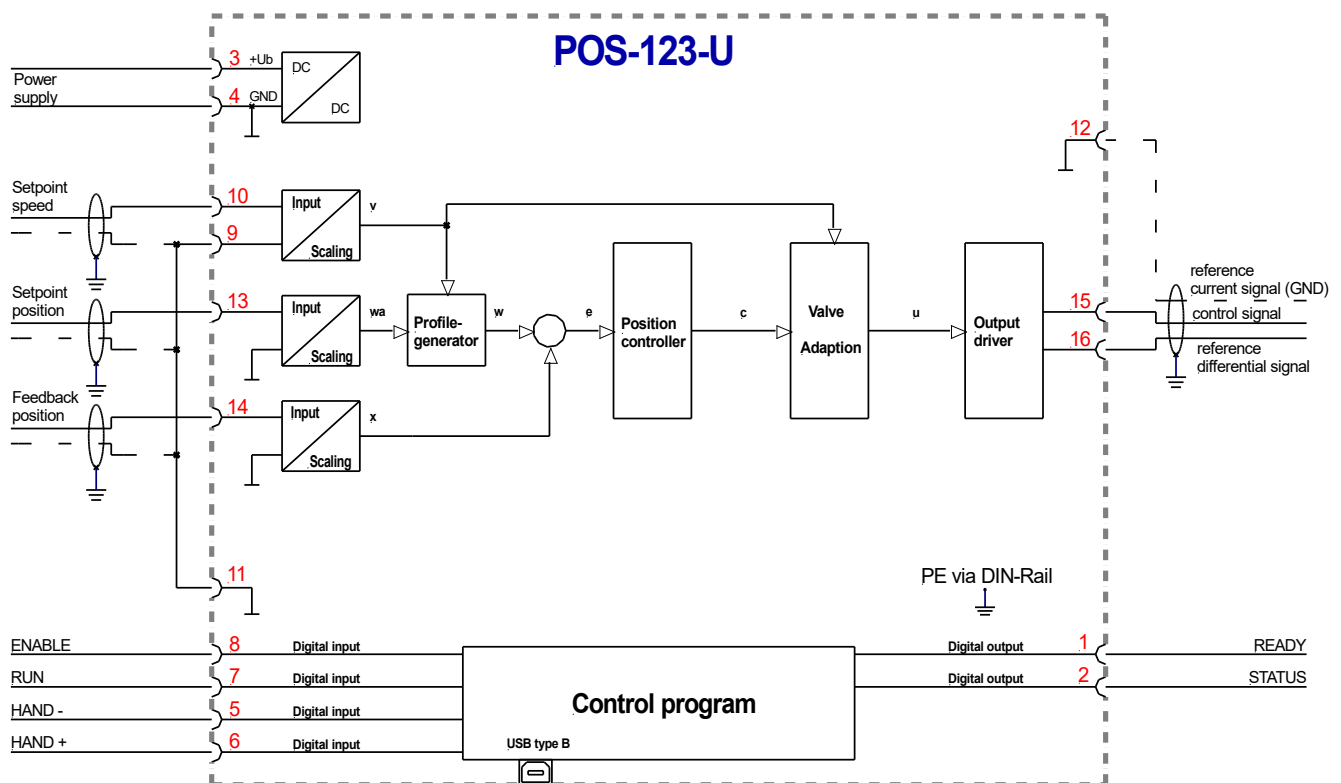 POS-123-U
3
+Ub
DC
DC
Power
supply
4
GND
12
Setpoint
speed
10
9
Input
Scaling
v
Setpoint
position
13
Input
Scaling
wa
Profile-
generator
w
e
Position
controller
c
Valve
Adaption
u
Output
driver
15
16
reference
current signal (GND)
control signal
reference
differential signal
Feedback
position
14
Input
Scaling
x
11
PE via DIN-Rail
ENABLE
8
Digital input
RUN
7
Digital input
HAND -
5
Digital input
HAND +
6
Digital input
Control program
USB type B
Digital output
1
READY
Digital output
2
STATUS